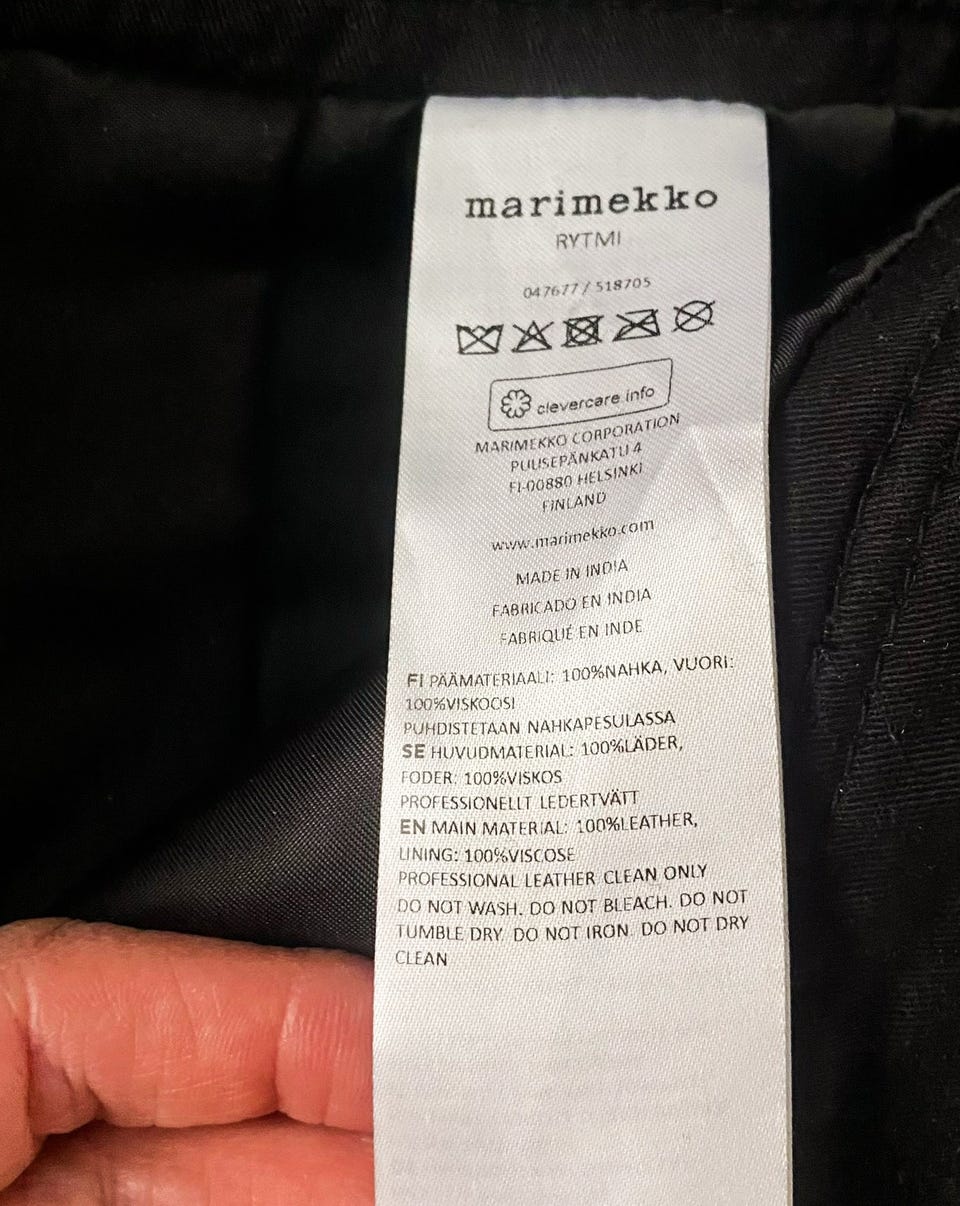 marimekko
RYTMI
047677 / 518705
clevercare.info
MARIMEKKO CORPORATION
PUUSEPÄNKATU 4
FI-00880 HELSINKI
FINLAND
www.marimekko.com
MADE IN INDIA
FABRICADO EN INDIA
FABRIQUÉ EN INDE
FI PÄÄMATERIAALI: 100%NAHKA, VUORI:
100%VISKOOSI
PUHDISTETAAN NAHKAPESULASSA
SE HUVUDMATERIAL: 100%LÄDER,
FODER: 100%VISKOS
PROFESSIONELLT LEDERTVÄTT
EN MAIN MATERIAL: 100%LEATHER,
LINING: 100%VISCOSE
PROFESSIONAL LEATHER CLEAN ONLY
DO NOT WASH. DO NOT BLEACH. DO NOT
TUMBLE DRY. DO NOT IRON. DO NOT DRY
CLEAN